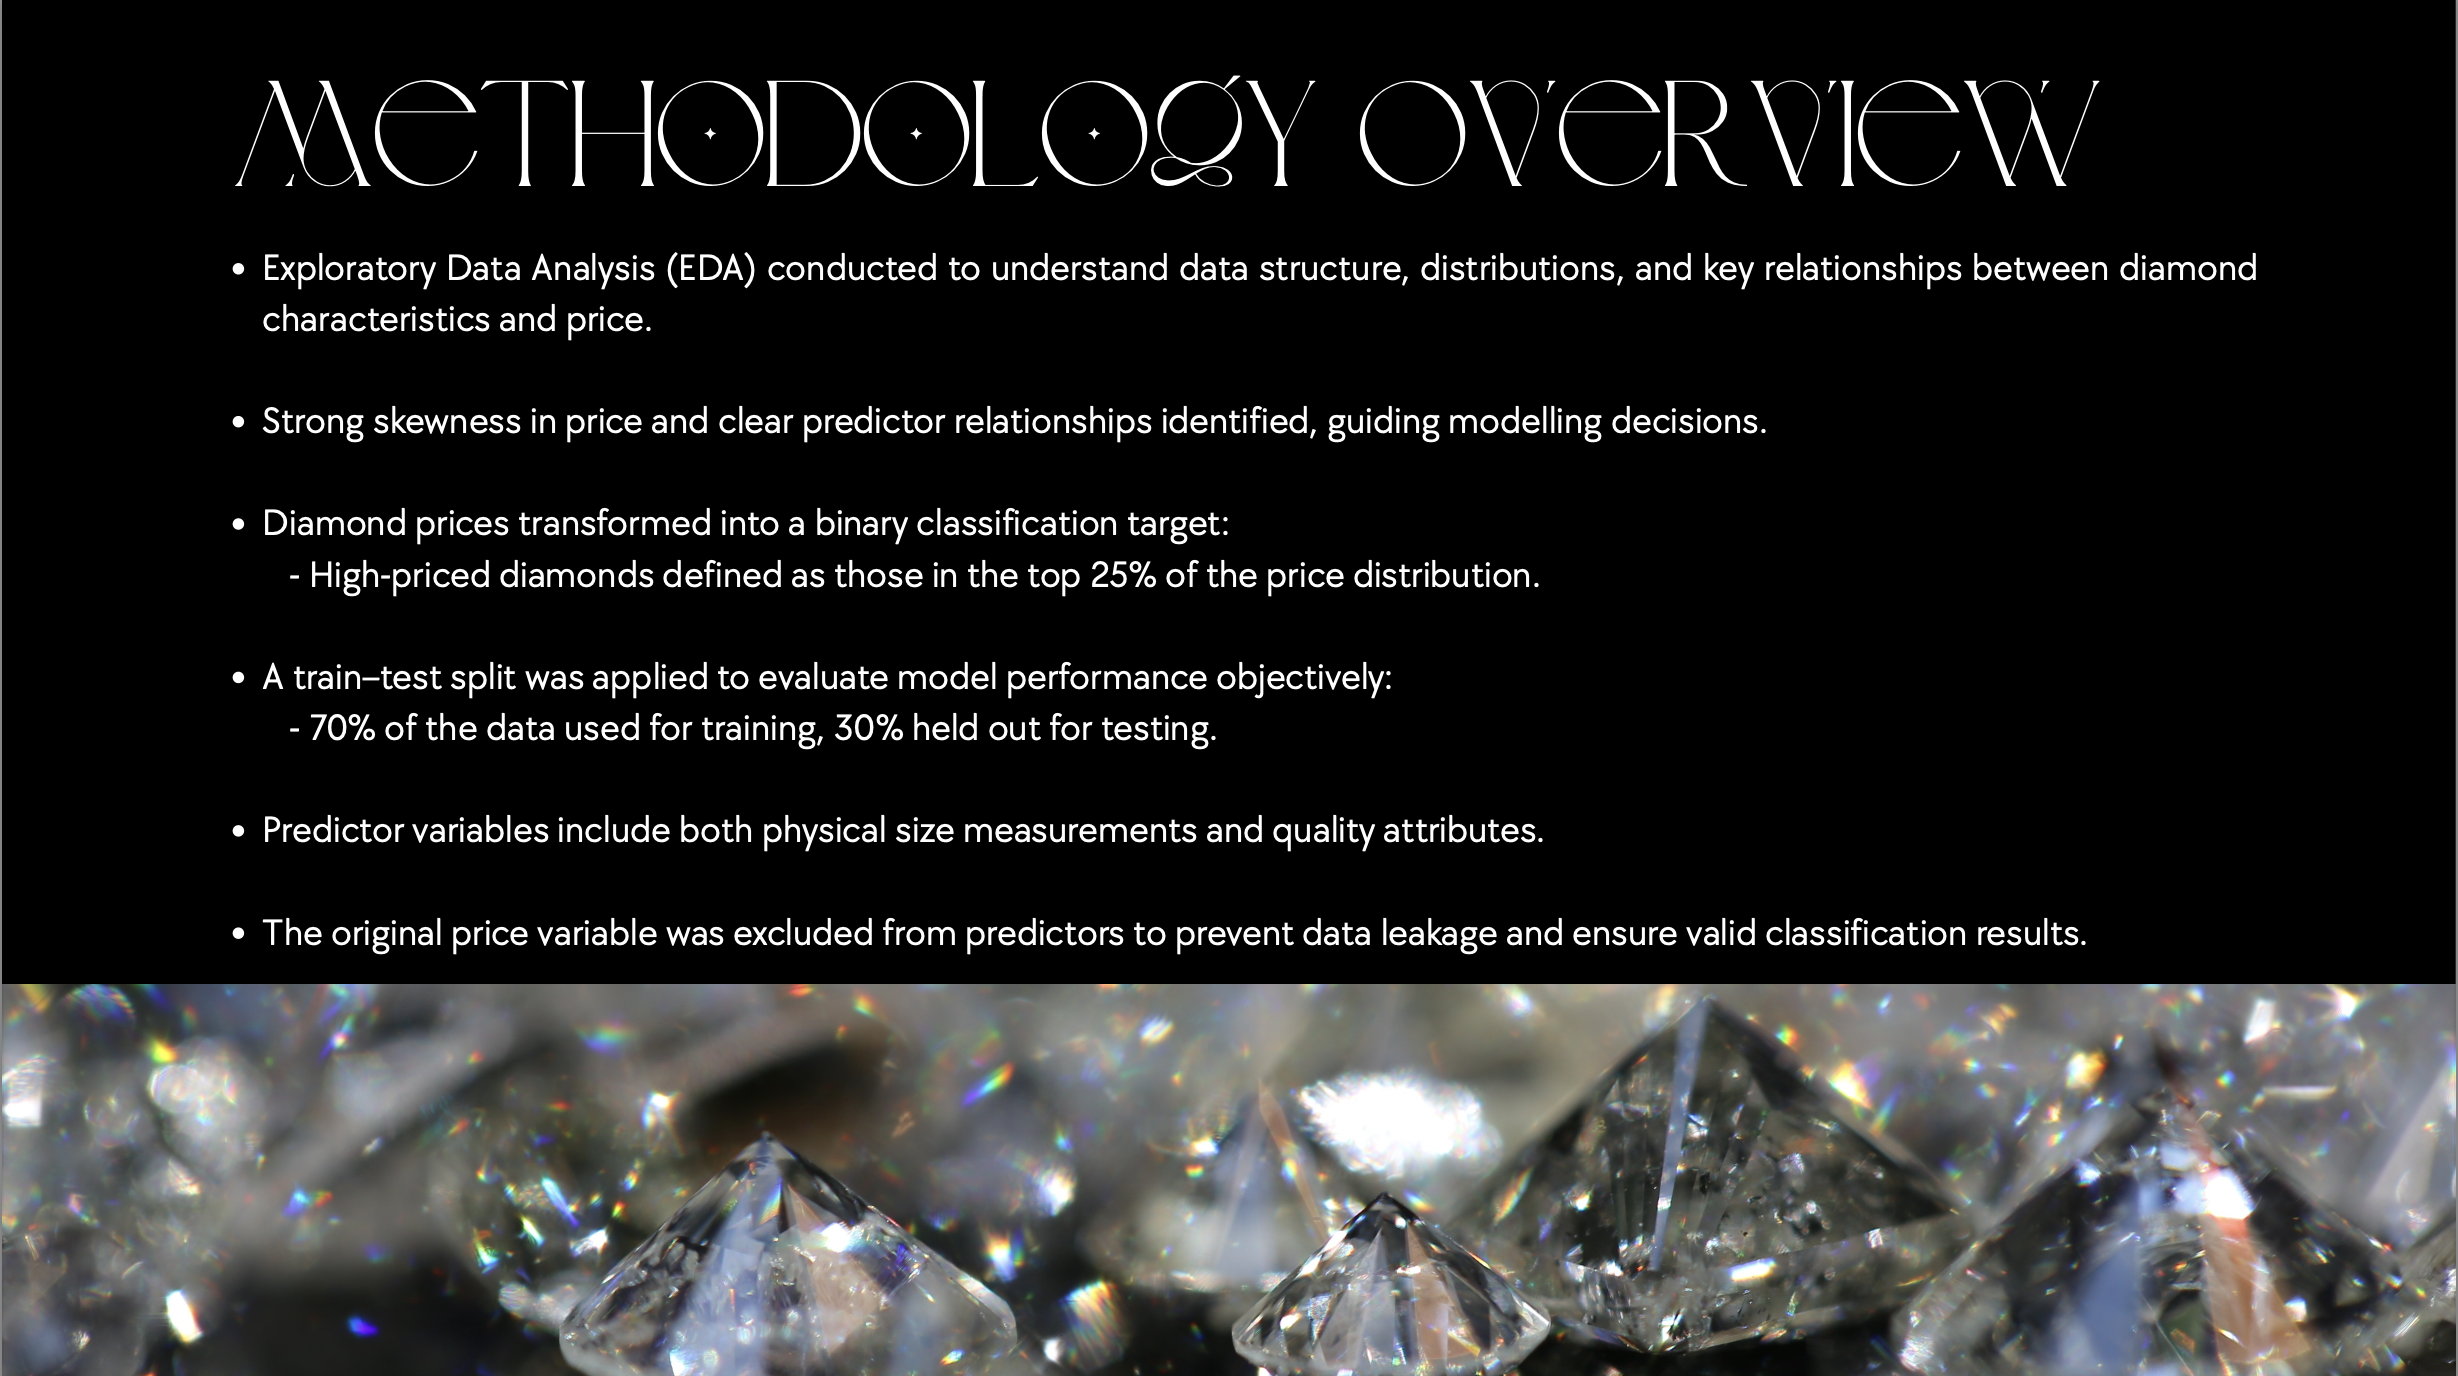 METHODOLOGY OVERVIEW
• Exploratory Data Analysis (EDA) conducted to understand data structure, distributions, and key relationships between diamond
characteristics and price.
• Strong skewness in price and clear predictor relationships identified, guiding modelling decisions.
• Diamond prices transformed into a binary classification target:
- High-priced diamonds defined as those in the top 25% of the price distribution.
• A train–test split was applied to evaluate model performance objectively:
- 70% of the data used for training, 30% held out for testing.
• Predictor variables include both physical size measurements and quality attributes.
• The original price variable was excluded from predictors to prevent data leakage and ensure valid classification results.